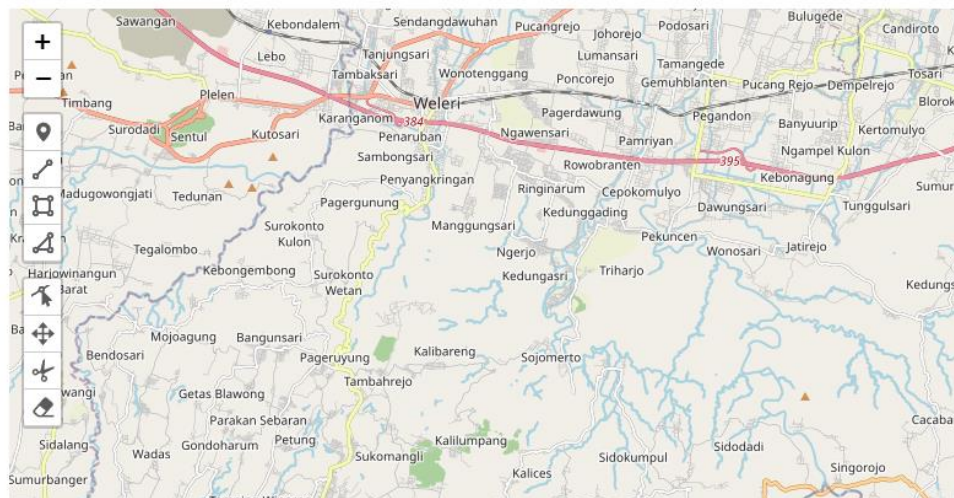 Sawangan
Kebondalem
Sendangdawuhan
Pucangrejo
Johorejo
Podosari
Bulugede
Candiroto
+
Lebo
Tanjungsari
Lumansari
Tamangede
−
Tambaksari
Wonotenggang
Poncorejo
Gemuhblanten
Pucang Rejo
Dempelrejo
Tosari
Timbang
Plelen
Weleri
Pagerdawung
Pegandon
Banyuurip
Surodadi
Sentul
Kutosari
Karanganom
384
Penaruban
Ngawensari
Pamriyan
Kertomulyo
Sambongsari
Rowobranten
395
Ngampel Kulon
Penyangkringan
Kebonagung
Madugowongjati
Tedunan
Pagergunung
Ringinarum
Cepokomulyo
Kedunggading
Dawungsari
Tunggulsari
Surokonto
Kulon
Manggungsari
Pekuncen
Tegalombo
Ngerjo
Wonosari
Jatirejo
Harjowinangun
Barat
Kebongembong
Surokonto
Wetan
Kedungasri
Triharjo
Mojoagung
Bangunsari
Bendosari
Pageruyung
Kalibareng
Sojomerto
Tambahrejo
Getas Blawong
Parakan Sebaran
Sidalang
Wadas
Gondoharum
Petung
Sukomangli
Kalilumpang
Sidokumpul
Sidodadi
Singorojo
Sumurbanger
Kalices